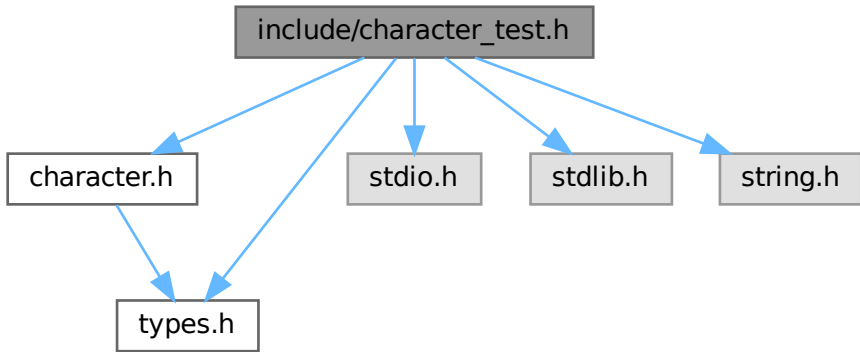 include/character_test.h
character.h
stdio.h
stdlib.h
string.h
types.h